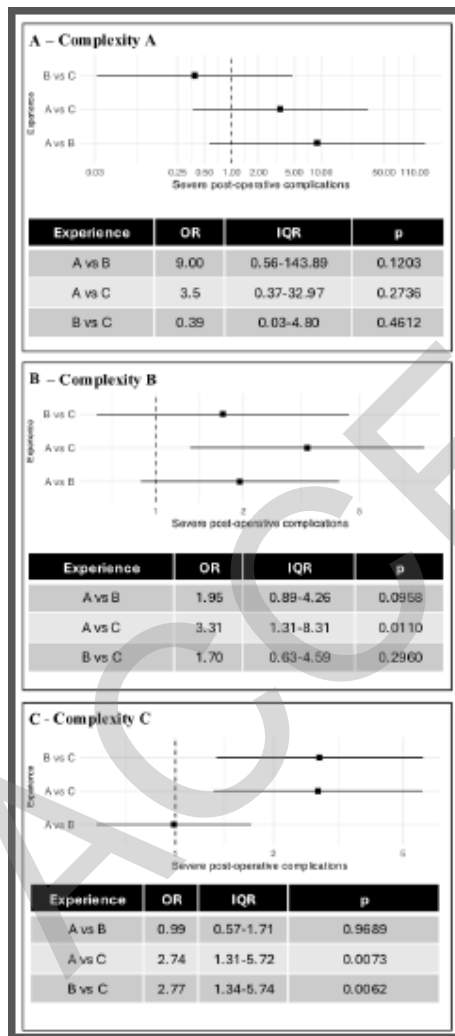 A – Complexity A
B vs C
A vs C
A vs B
Experience
0.03 0.25 0.50 1.00 2.00 5.00 10.00 50.00 110.00
Severe post-operative complications
Experience OR IQR p
A vs B 9.00 0.56-143.89 0.1203
A vs C 3.5 0.37-32.97 0.2736
B vs C 0.39 0.03-4.80 0.4612
B – Complexity B
B vs C
A vs C
A vs B
Experience
1 2
Severe post-operative complications
Experience OR IQR p
A vs B 1.95 0.89-4.26 0.0958
A vs C 3.31 1.31-8.31 0.0110
B vs C 1.70 0.63-4.59 0.2960
C - Complexity C
B vs C
A vs C
A vs B
Experience
3 5
Severe post-operative complications
Experience OR IQR p
A vs B 0.99 0.57-1.71 0.9689
A vs C 2.74 1.31-5.72 0.0073
B vs C 2.77 1.34-5.74 0.0062